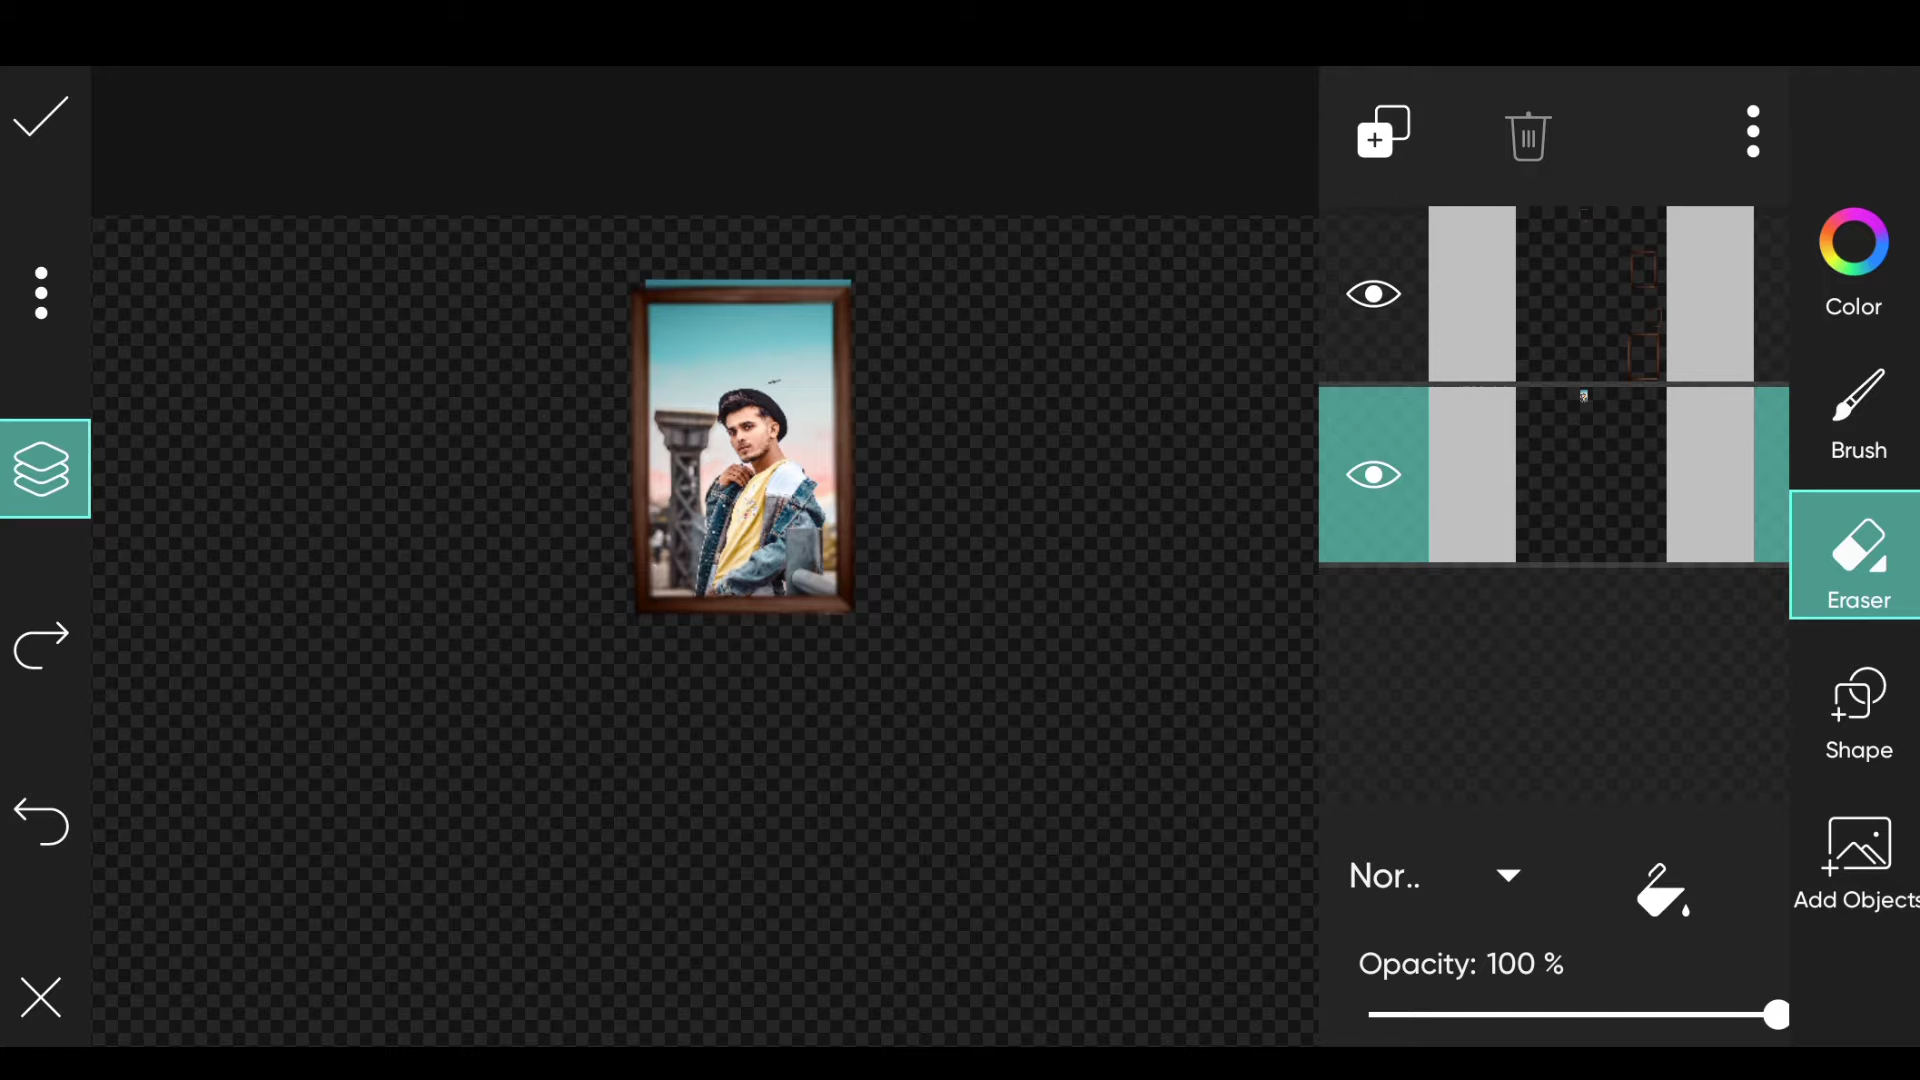 Color
Brush
Eraser
Shape
Add Objects
Nor..
Opacity: 100 %